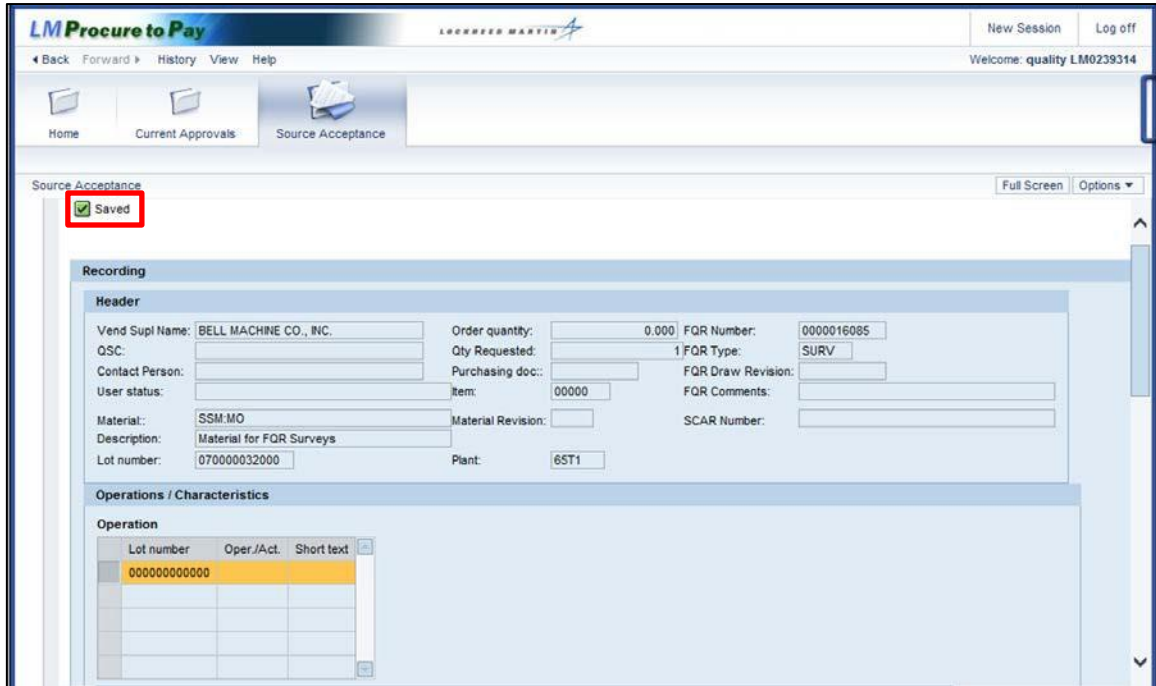 LM Procure to Pay LOCKHEED MARTIN New Session Log off
Back Forward History View Help Welcome: quality LM0239314
Home Current Approvals Source Acceptance
Source Acceptance Full Screen Options
Saved
Recording
Header
Vend Supl Name: BELL MACHINE CO., INC. Order quantity: 0.000 FQR Number: 0000016085
QSC: Qty Requested: 1 FQR Type: SURV
Contact Person: Purchasing doc:: FQR Draw Revision:
User status: Item: 00000 FQR Comments:
Material:: SSM:MO Material Revision: SCAR Number:
Description: Material for FQR Surveys
Lot number: 070000032000 Plant: 65T1
Operations / Characteristics
Operation
Lot number Oper./Act. Short text
000000000000